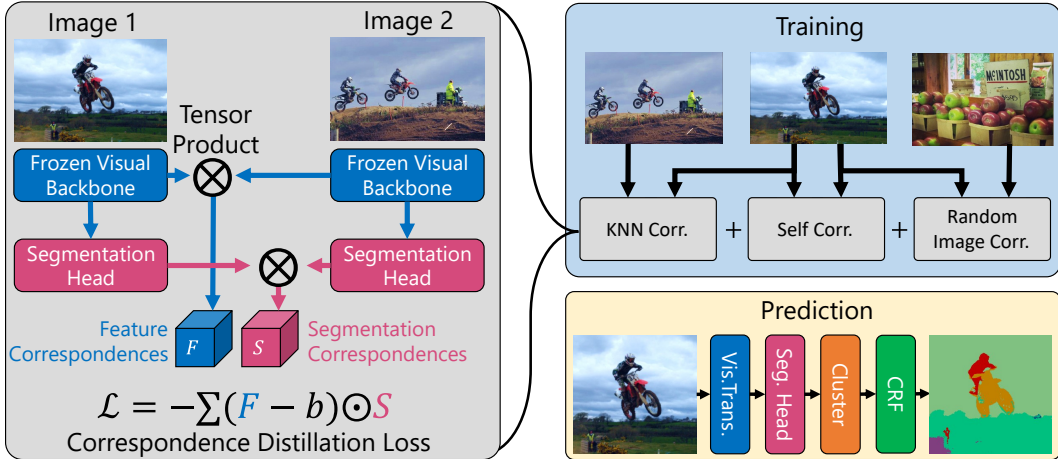 Image 1
Image 2
Tensor
Product
Frozen Visual
Backbone
Frozen Visual
Backbone
Segmentation
Head
Segmentation
Head
Feature
Correspondences
F
S
Segmentation
Correspondences
ℒ = −∑(F − b)⊙S
Correspondence Distillation Loss
Training
MCINTOSH
KNN Corr.
+
Self Corr.
+
Random
Image Corr.
Prediction
Vis.Trans.
Seg. Head
Cluster
CRF